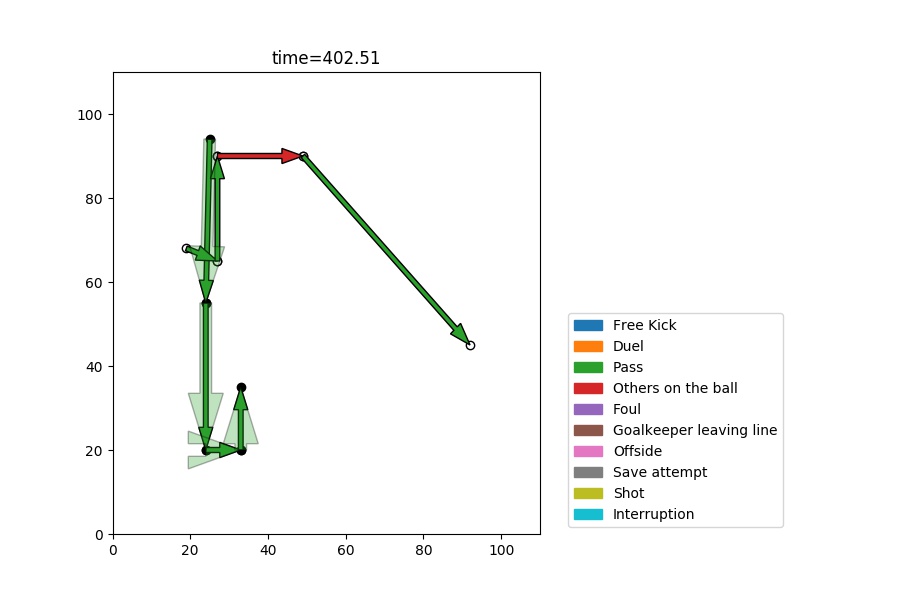 time=402.51
100
80
60
40
20
0
0 20 40 60 80 100
Free Kick
Duel
Pass
Others on the ball
Foul
Goalkeeper leaving line
Offside
Save attempt
Shot
Interruption